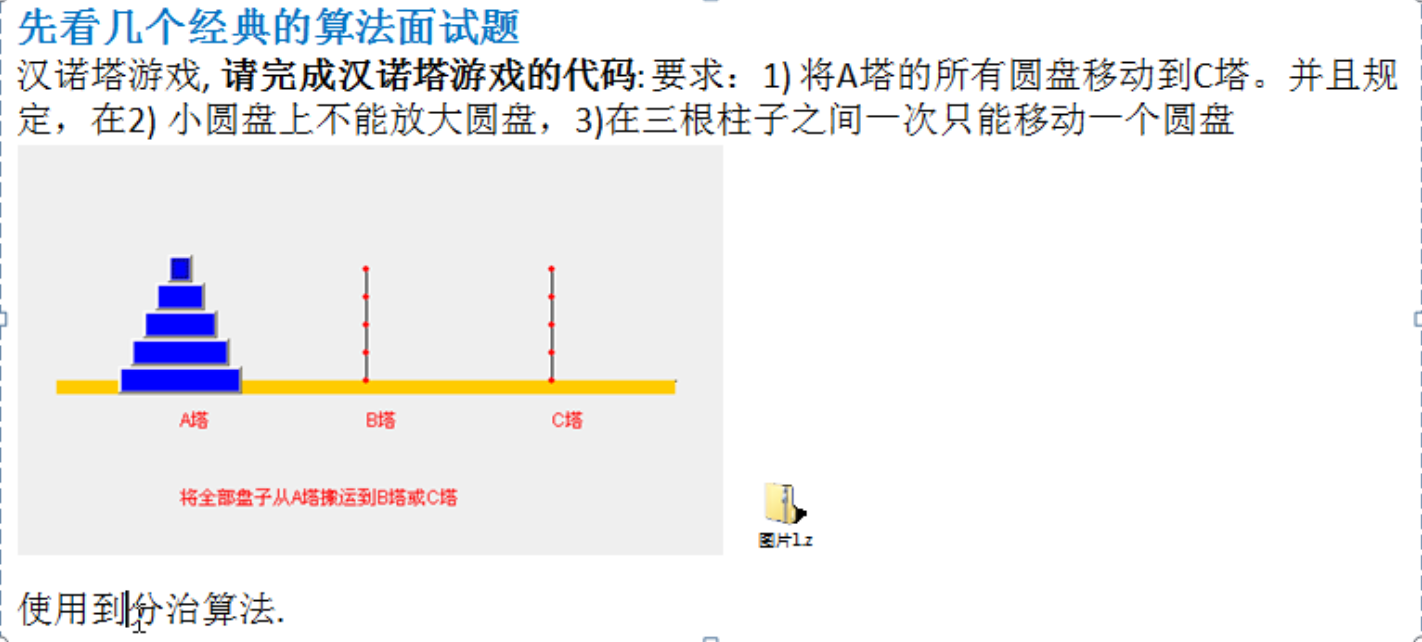 先看几个经典的算法面试题
汉诺塔游戏, 请完成汉诺塔游戏的代码: 要求：1) 将A塔的所有圆盘移动到C塔。并且规
定，在2) 小圆盘上不能放大圆盘，3)在三根柱子之间一次只能移动一个圆盘
A塔 B塔 C塔
将全部盘子从A塔搬运到B塔或C塔
图片1.z
使用到分治算法.